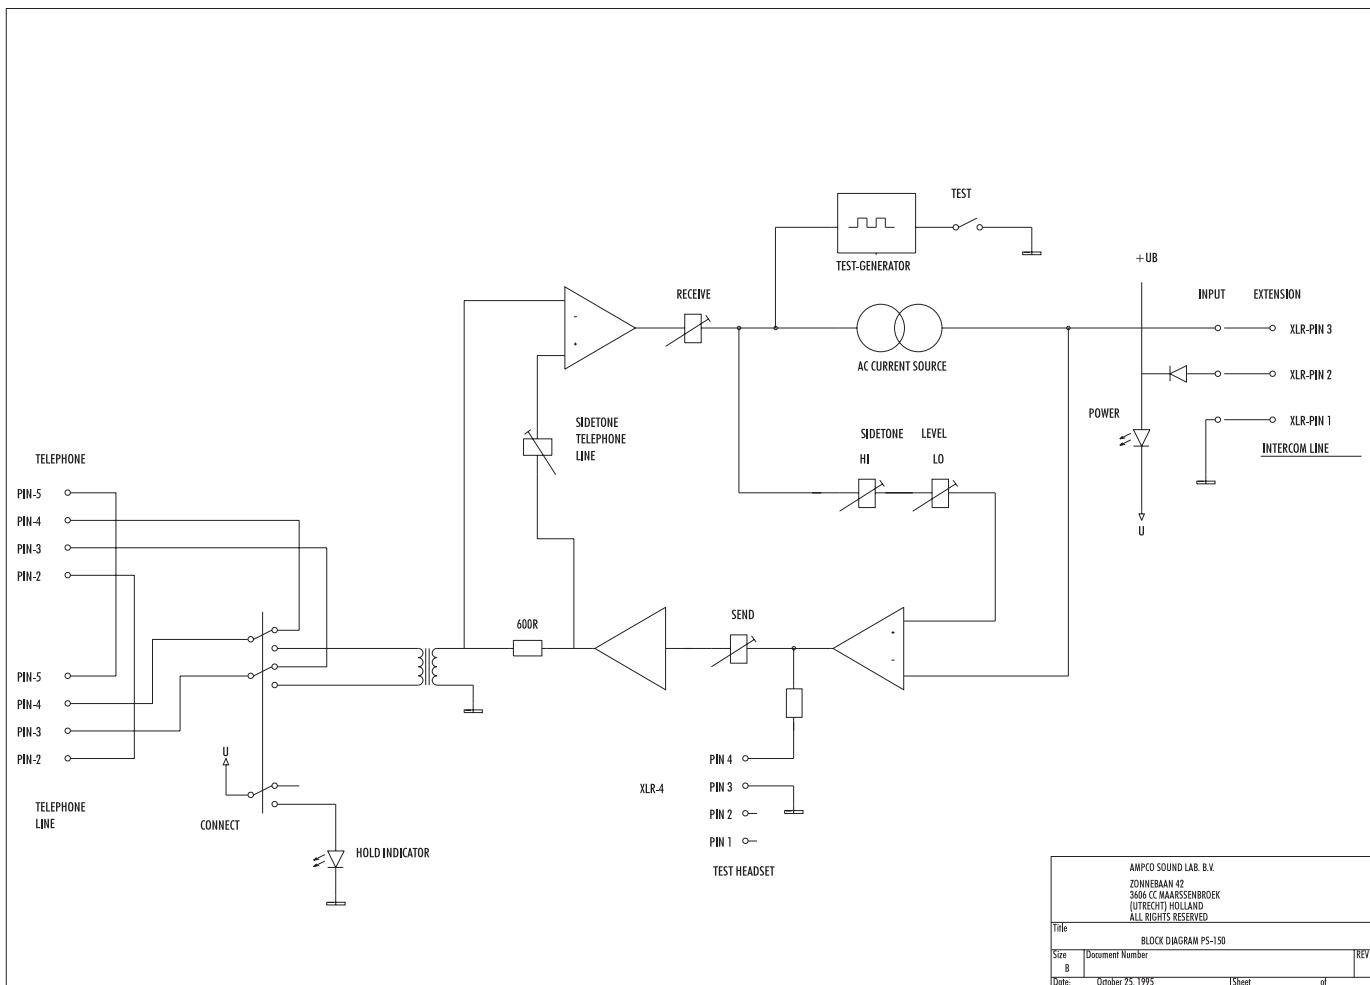 TEST
TEST-GENERATOR
+UB
RECEIVE
INPUT
EXTENSION
XLR-PIN 3
AC CURRENT SOURCE
XLR-PIN 2
POWER
XLR-PIN 1
INTERCOM LINE
SIDETONE
TELEPHONE
LINE
SIDETONE LEVEL
HI LO
U
TELEPHONE
PIN-5
PIN-4
PIN-3
PIN-2
PIN-5
PIN-4
PIN-3
PIN-2
TELEPHONE
LINE
600R
SEND
-
+
+
-
U
CONNECT
HOLD INDICATOR
XLR-4
PIN 4
PIN 3
PIN 2
PIN 1
TEST HEADSET
AMPCO SOUND LAB. B.V.
ZONNEBAAN 42
3606 CC MAARSSENBROEK
(UTRECHT) HOLLAND
ALL RIGHTS RESERVED
Title
BLOCK DIAGRAM PS-150
Size Document Number REV
B
Date: October 25, 1995 Sheet of